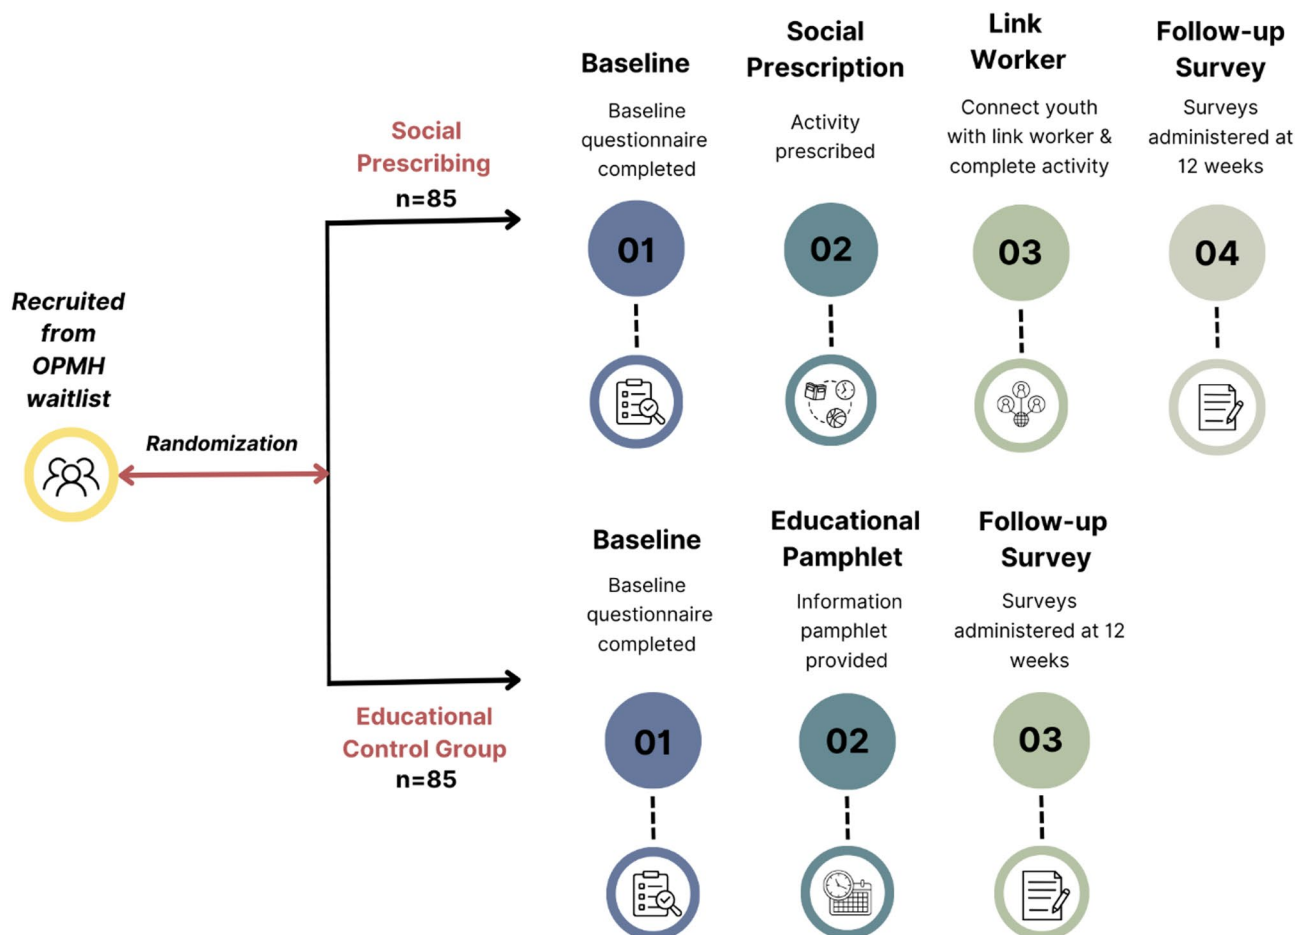 Recruited
from
OPMH
waitlist
Randomization
Social
Prescribing
n=85
Baseline
Baseline
questionnaire
completed
01
Social
Prescription
Activity
prescribed
02
Link
Worker
Connect youth
with link worker &
complete activity
03
Follow-up
Survey
Surveys
administered at
12 weeks
04
Educational
Control Group
n=85
Baseline
Baseline
questionnaire
completed
01
Educational
Pamphlet
Information
pamphlet
provided
02
Follow-up
Survey
Surveys
administered at 12
weeks
03